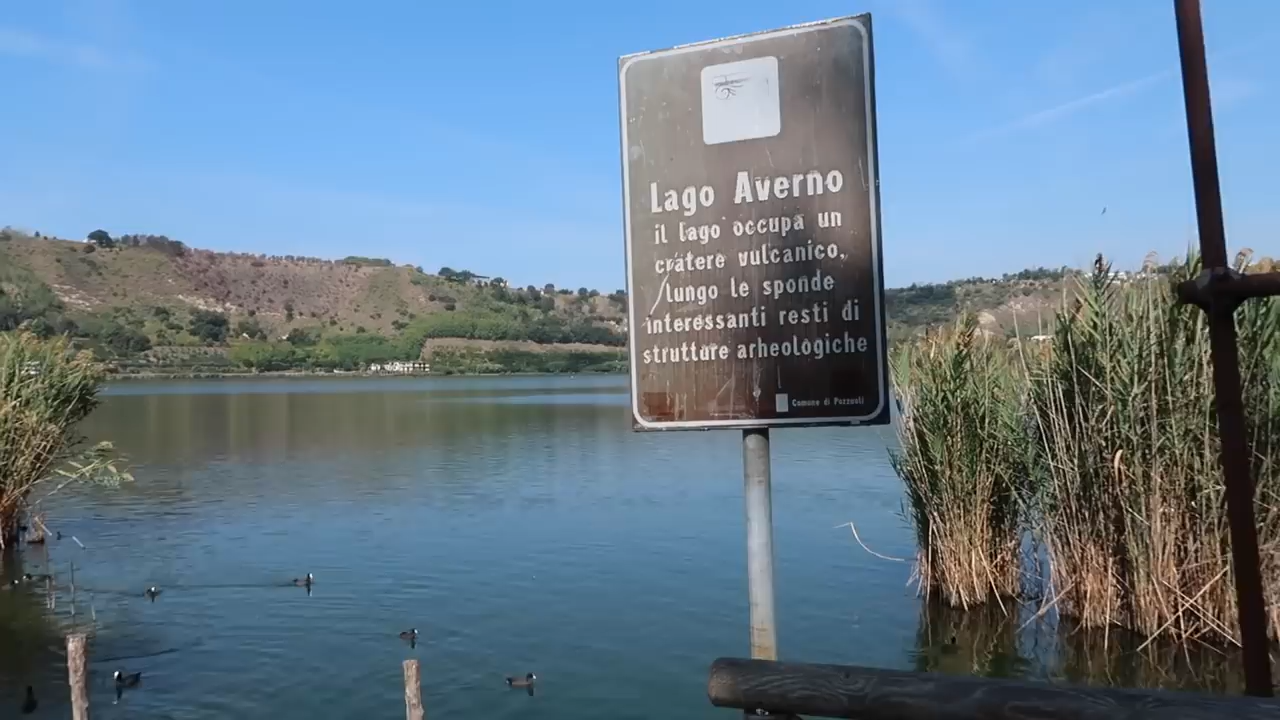 Lago Averno
il lago occupa un
cratere vulcanico,
lungo le sponde
interessanti resti di
strutture arheologiche
Comune di Pozzuoli